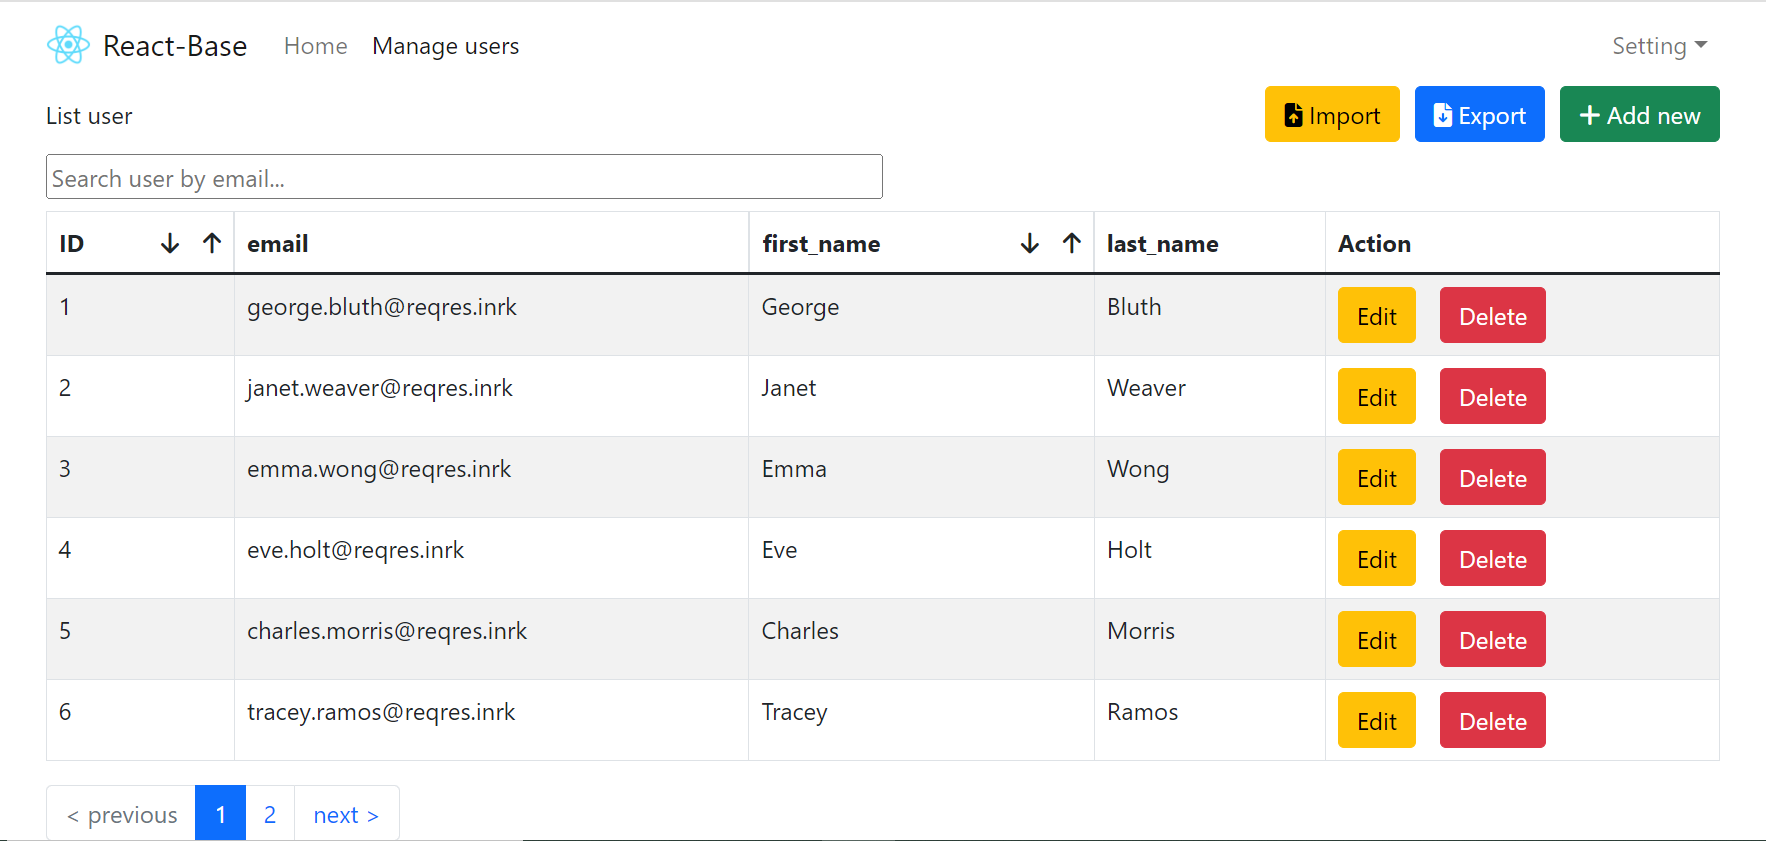 React-Base Home Manage users Setting
List user Import Export Add new
Search user by email...
ID email first_name last_name Action
1 george.bluth@reqres.inrk George Bluth Edit Delete
2 janet.weaver@reqres.inrk Janet Weaver Edit Delete
3 emma.wong@reqres.inrk Emma Wong Edit Delete
4 eve.holt@reqres.inrk Eve Holt Edit Delete
5 charles.morris@reqres.inrk Charles Morris Edit Delete
6 tracey.ramos@reqres.inrk Tracey Ramos Edit Delete
< previous 1 2 next >